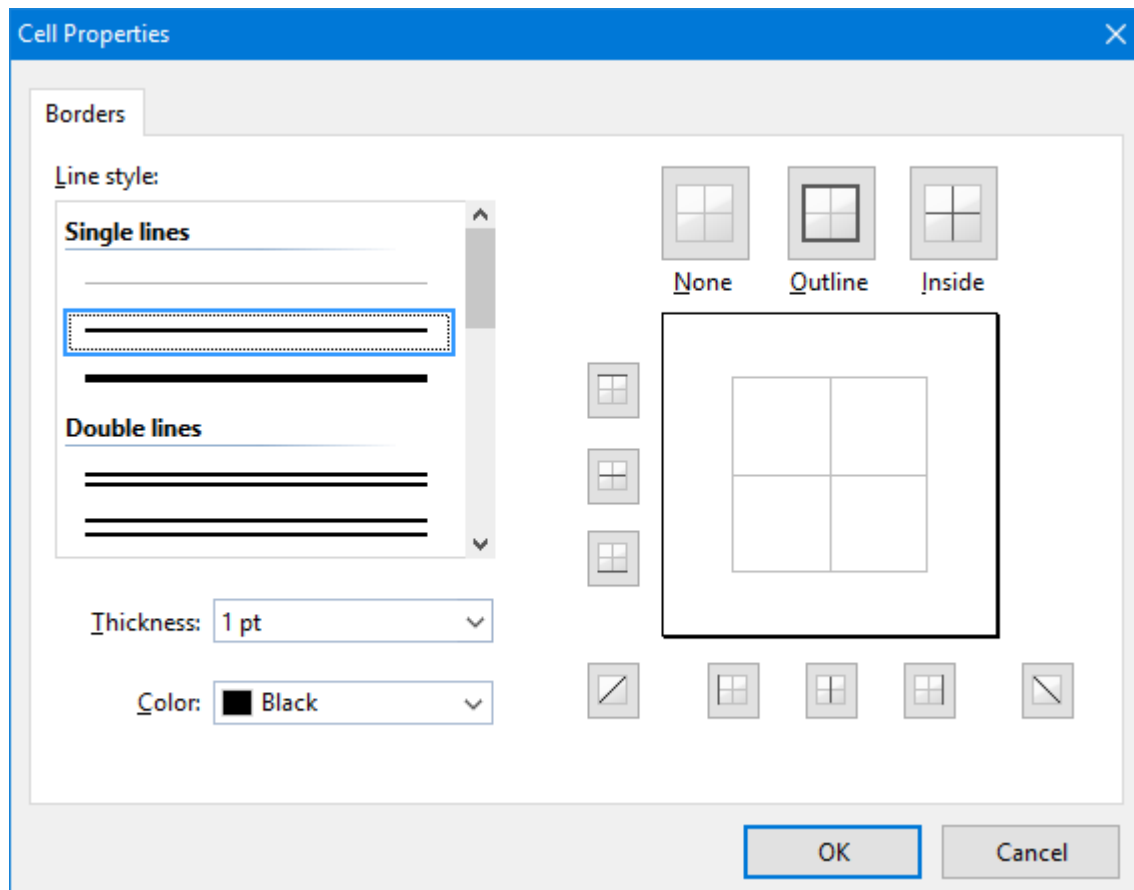 Cell Properties
Borders
Line style:
Single lines
Double lines
Thickness: 1 pt
Color: Black
None Outline Inside
OK Cancel